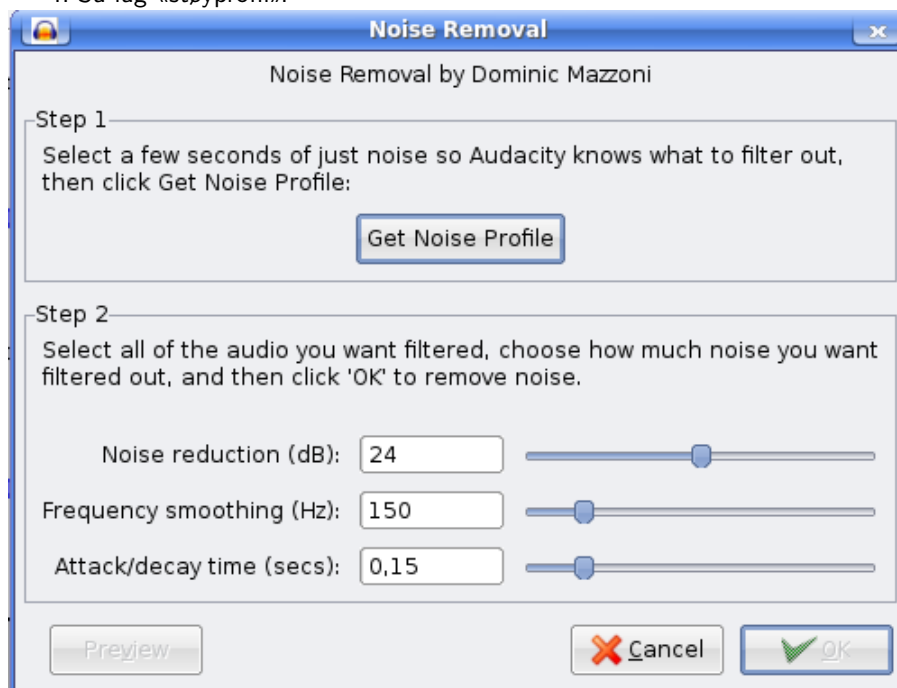 «støyprofil».
Noise Removal
Noise Removal by Dominic Mazzoni
Step 1
Select a few seconds of just noise so Audacity knows what to filter out,
then click Get Noise Profile:
Get Noise Profile
Step 2
Select all of the audio you want filtered, choose how much noise you want
filtered out, and then click 'OK' to remove noise.
Noise reduction (dB): 24
Frequency smoothing (Hz): 150
Attack/decay time (secs): 0,15
Preview Cancel OK